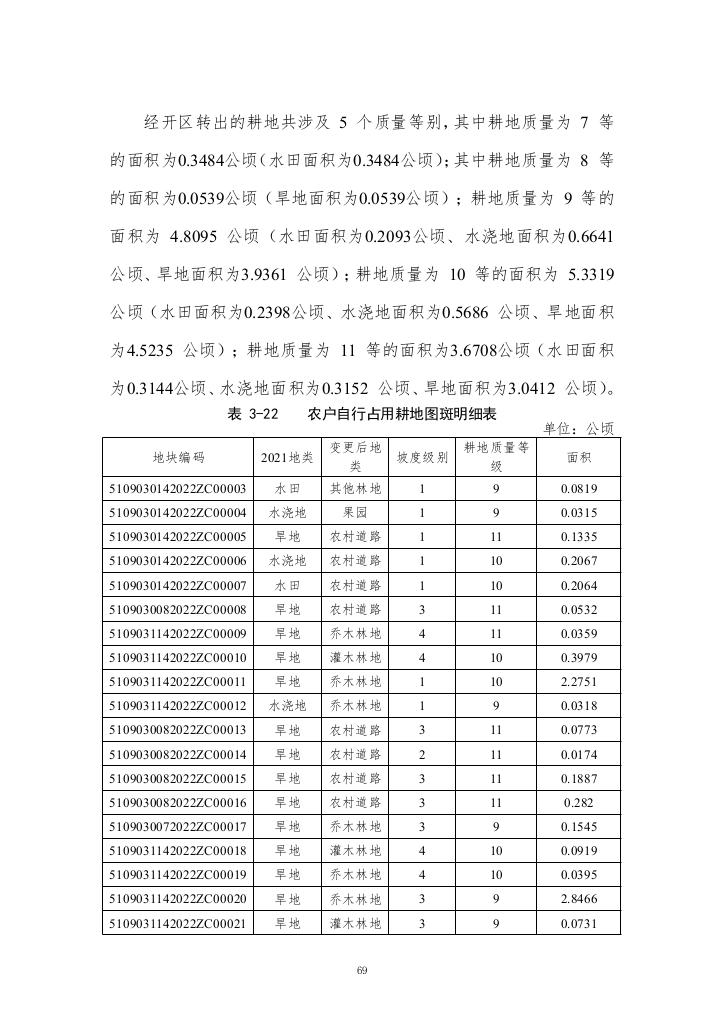 经开区转出的耕地共涉及 5 个质量等别，其中耕地质量为 7 等
的面积为0.3484公顷（水田面积为0.3484公顷）；其中耕地质量为 8 等
的面积为0.0539公顷（旱地面积为0.0539公顷）；耕地质量为 9 等的
面积为 4.8095 公顷（水田面积为0.2093公顷、水浇地面积为0.6641
公顷、旱地面积为3.9361 公顷）；耕地质量为 10 等的面积为 5.3319
公顷（水田面积为0.2398公顷、水浇地面积为0.5686 公顷、旱地面积
为4.5235 公顷）；耕地质量为 11 等的面积为3.6708公顷（水田面积
为0.3144公顷、水浇地面积为0.3152 公顷、旱地面积为3.0412 公顷）。
表 3-22 农户自行占用耕地图斑明细表
单位：公顷
地块编码 2021地类 变更后地类 坡度级别 耕地质量等级 面积
5109030142022ZC00003 水田 其他林地 1 9 0.0819
5109030142022ZC00004 水浇地 果园 1 9 0.0315
5109030142022ZC00005 旱地 农村道路 1 11 0.1335
5109030142022ZC00006 水浇地 农村道路 1 10 0.2067
5109030142022ZC00007 水田 农村道路 1 10 0.2064
5109030082022ZC00008 旱地 农村道路 3 11 0.0532
5109031142022ZC00009 旱地 乔木林地 4 11 0.0359
5109031142022ZC00010 旱地 灌木林地 4 10 0.3979
5109031142022ZC00011 旱地 乔木林地 1 10 2.2751
5109031142022ZC00012 水浇地 乔木林地 1 9 0.0318
5109030082022ZC00013 旱地 农村道路 3 11 0.0773
5109030082022ZC00014 旱地 农村道路 2 11 0.0174
5109030082022ZC00015 旱地 农村道路 3 11 0.1887
5109030082022ZC00016 旱地 农村道路 3 11 0.282
5109030072022ZC00017 旱地 乔木林地 3 9 0.1545
5109031142022ZC00018 旱地 灌木林地 4 10 0.0919
5109031142022ZC00019 旱地 乔木林地 4 10 0.0395
5109031142022ZC00020 旱地 乔木林地 3 9 2.8466
5109031142022ZC00021 旱地 灌木林地 3 9 0.0731
69